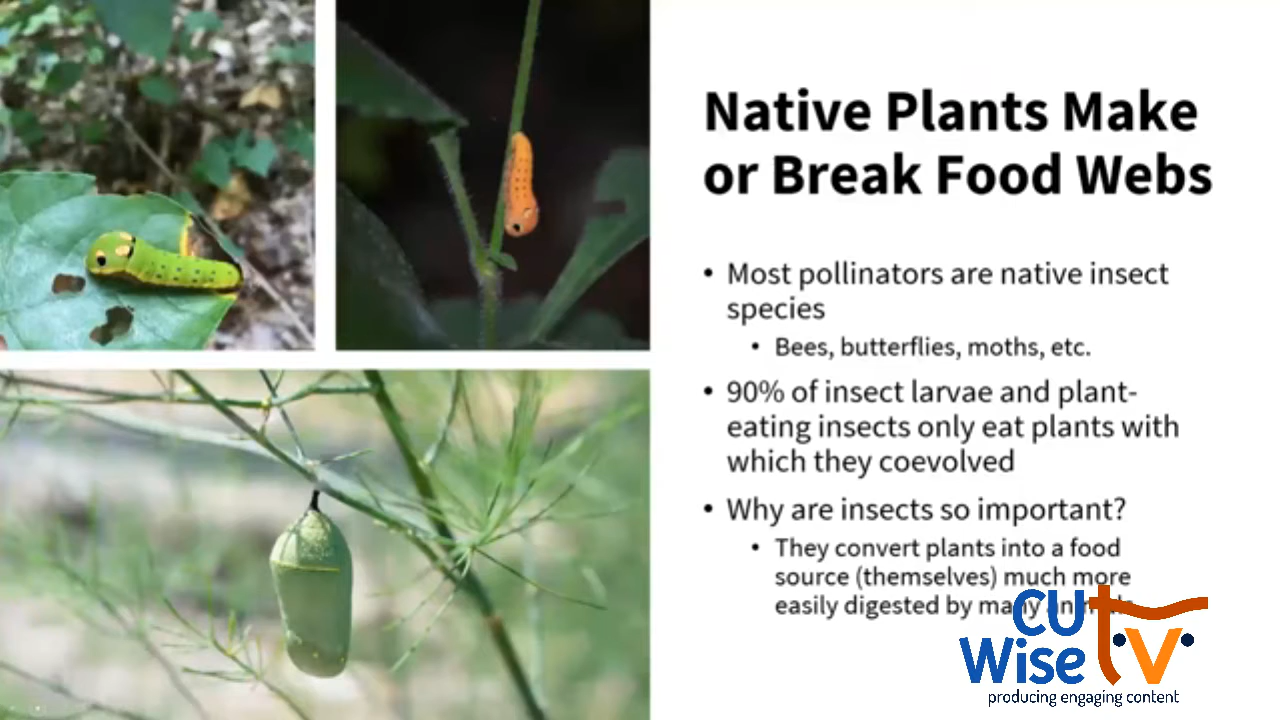 Native Plants Make
or Break Food Webs
• Most pollinators are native insect
species
• Bees, butterflies, moths, etc.
• 90% of insect larvae and plant-
eating insects only eat plants with
which they coevolved
• Why are insects so important?
• They convert plants into a food
source (themselves) much more
easily digested by many animals
CU
Wise tv
producing engaging content